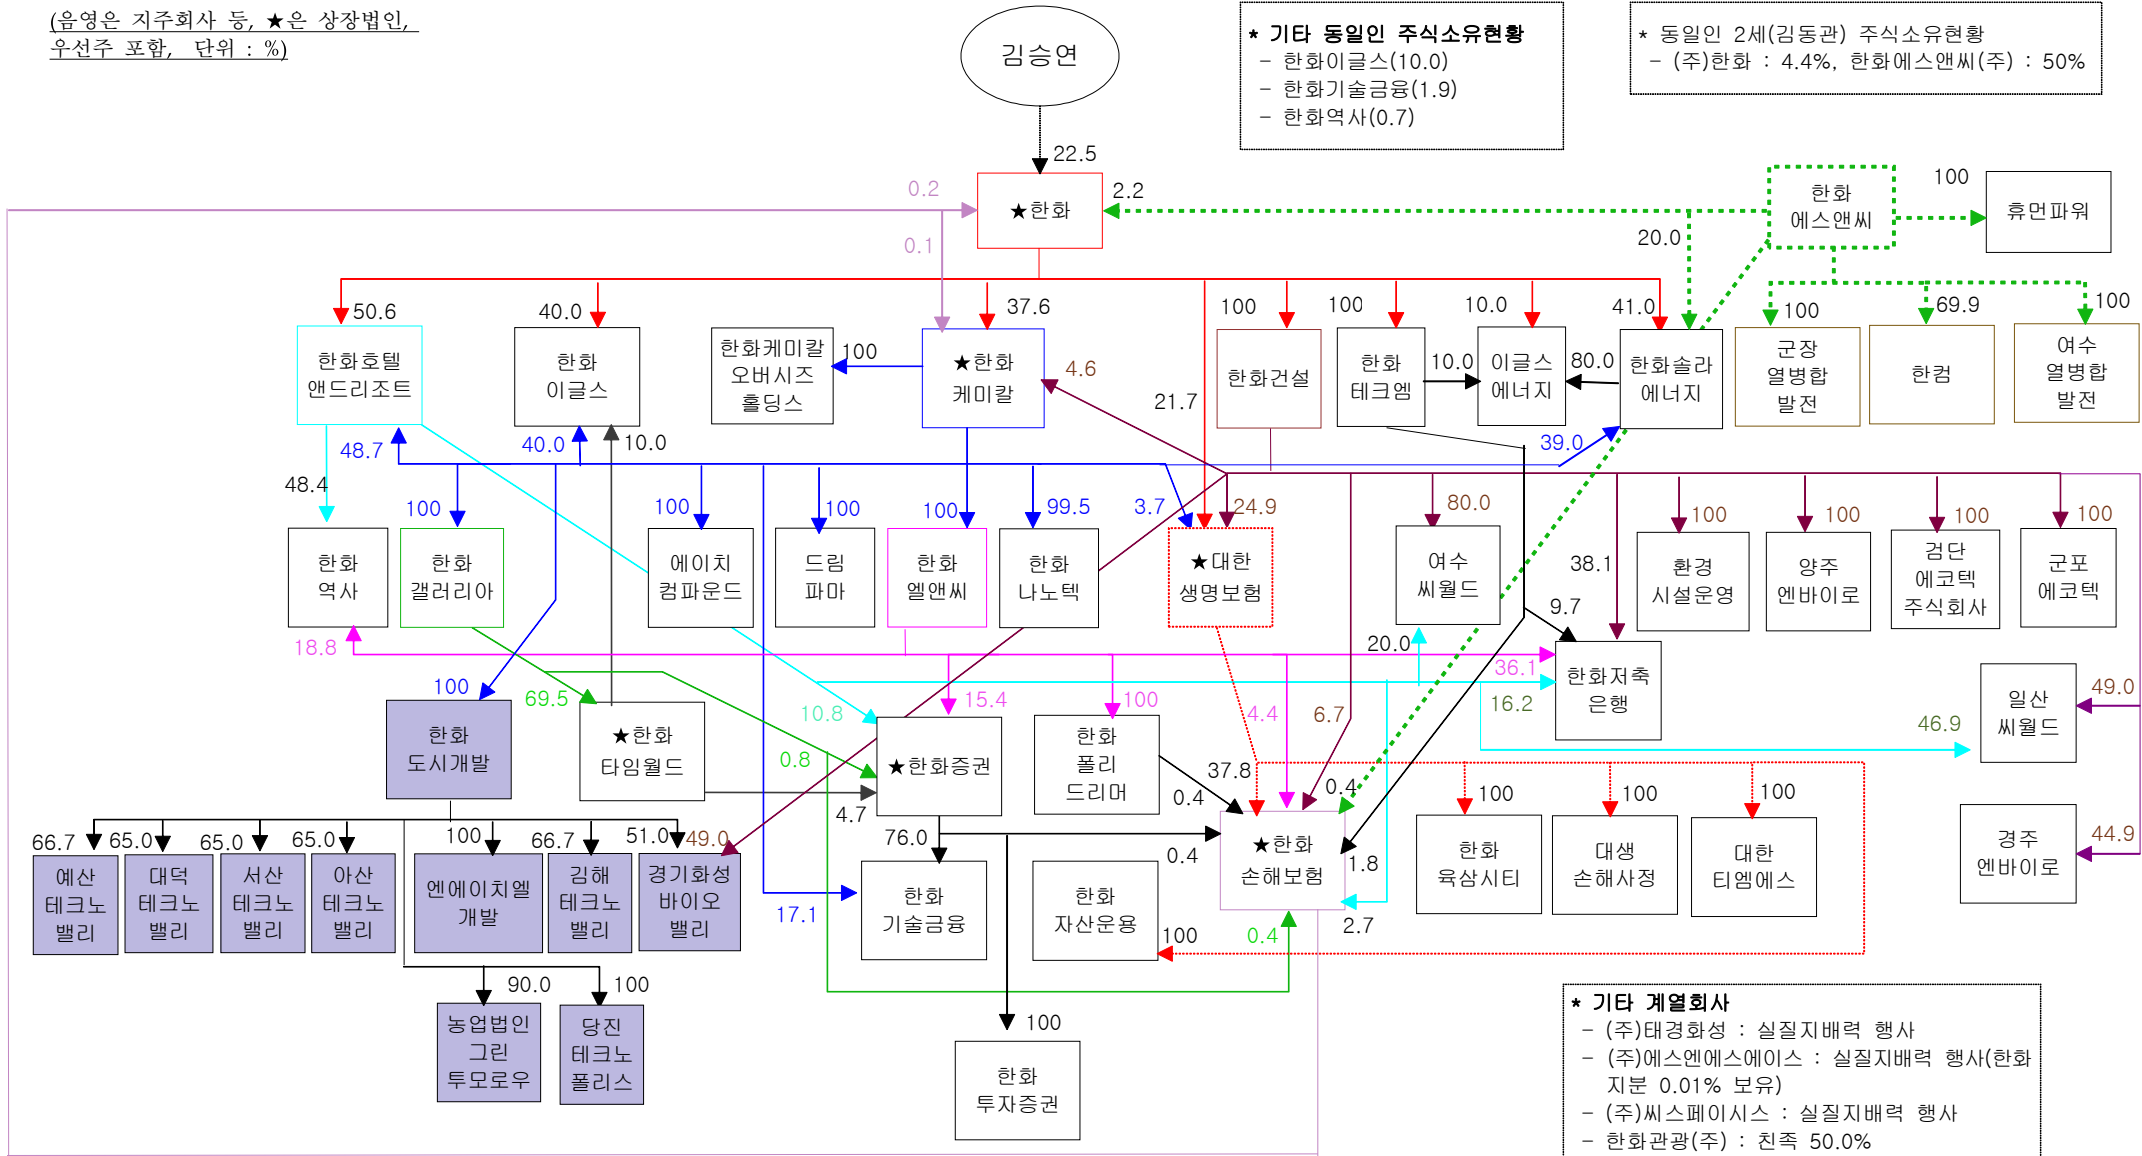 (음영은 지주회사 등, ★은 상장법인,
우선주 포함, 단위 : %)
김승연
* 기타 동일인 주식소유현황
- 한화이글스(10.0)
- 한화기술금융(1.9)
- 한화역사(0.7)
* 동일인 2세(김동관) 주식소유현황
- (주)한화 : 4.4%, 한화에스앤씨(주) : 50%
22.5
0.2
★한화
2.2
한화
에스앤씨
100
휴먼파워
0.1
20.0
50.6
40.0
37.6
100
100
10.0
41.0
100
69.9
100
한화호텔
앤드리조트
한화
이글스
한화케미칼
오버시즈
홀딩스
100
★한화
케미칼
4.6
21.7
한화건설
한화
테크엠
10.0
이글스
에너지
80.0
한화솔라
에너지
군장
열병합
발전
한컴
여수
열병합
발전
48.7
40.0
10.0
39.0
48.4
100
100
100
100
99.5
3.7
24.9
80.0
38.1
100
100
100
100
한화
역사
한화
갤러리아
에이치
컴파운드
드림
파마
한화
엘앤씨
한화
나노텍
★대한
생명보험
여수
씨월드
9.7
환경
시설운영
양주
엔바이로
검단
에코텍
주식회사
군포
에코텍
18.8
20.0
36.1
한화저축
은행
16.2
100
69.5
10.8
15.4
100
4.4
6.7
46.9
일산
씨월드
49.0
한화
도시개발
★한화
타임월드
0.8
4.7
★한화증권
한화
폴리
드리머
37.8
0.4
0.4
100
100
100
66.7
65.0
65.0
65.0
100
66.7
51.0
49.0
76.0
0.4
★한화
손해보험
1.8
한화
육삼시티
대생
손해사정
대한
티엠에스
경주
엔바이로
44.9
예산
테크노
밸리
대덕
테크노
밸리
서산
테크노
밸리
아산
테크노
밸리
엔에이치엘
개발
김해
테크노
밸리
경기화성
바이오
밸리
17.1
한화
기술금융
한화
자산운용
100
0.4
2.7
90.0
100
농업법인
그린
투모로우
당진
테크노
폴리스
100
한화
투자증권
* 기타 계열회사
- (주)태경화성 : 실질지배력 행사
- (주)에스엔에스에이스 : 실질지배력 행사(한화
지분 0.01% 보유)
- (주)씨스페이시스 : 실질지배력 행사
- 한화관광(주) : 친족 50.0%